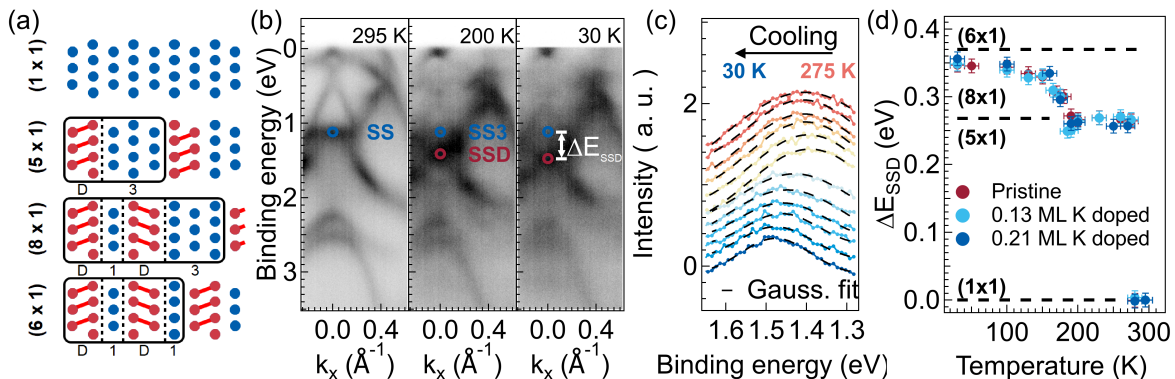 (a)
(1 x 1)
(5 x 1)
D 3
(8 x 1)
D 1 D 3
(6 x 1)
D 1 D 1
(b)
295 K 200 K 30 K
Binding energy (eV)
0
1
2
3
SS
SS3
SSD
ΔE_SSD
0.0 0.4 0.0 0.4 0.0 0.4
k_x (Å⁻¹) k_x (Å⁻¹) k_x (Å⁻¹)
(c)
Cooling
30 K 275 K
Intensity ( a. u. )
2
1
0
– Gauss. fit
1.6 1.5 1.4 1.3
Binding energy (eV)
(d)
ΔE_SSD (eV)
0.4
0.3
0.2
0.1
0.0
(6x1)
(8x1)
(5x1)
Pristine
0.13 ML K doped
0.21 ML K doped
(1x1)
100 200 300
Temperature (K)